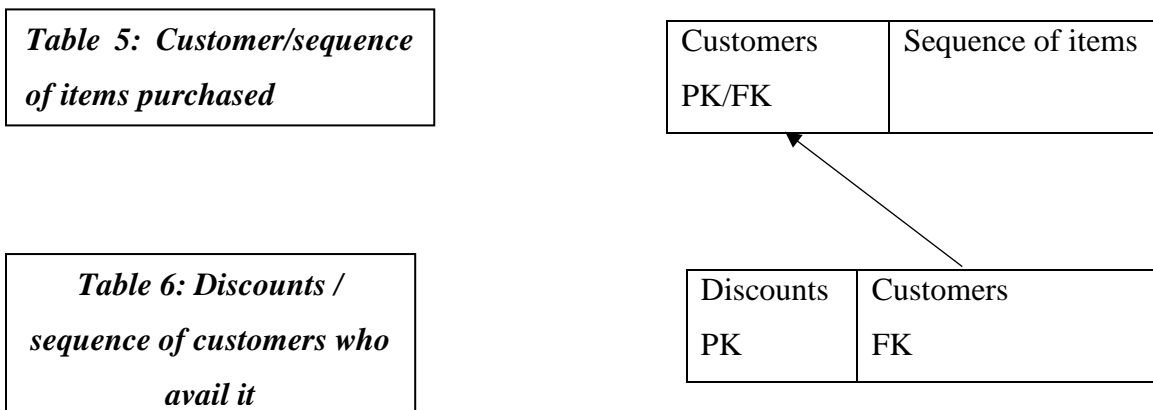 Table 5: Customer/sequence
of items purchased
Customers
PK/FK
Sequence of items
Table 6: Discounts /
sequence of customers who
avail it
Discounts
PK
Customers
FK